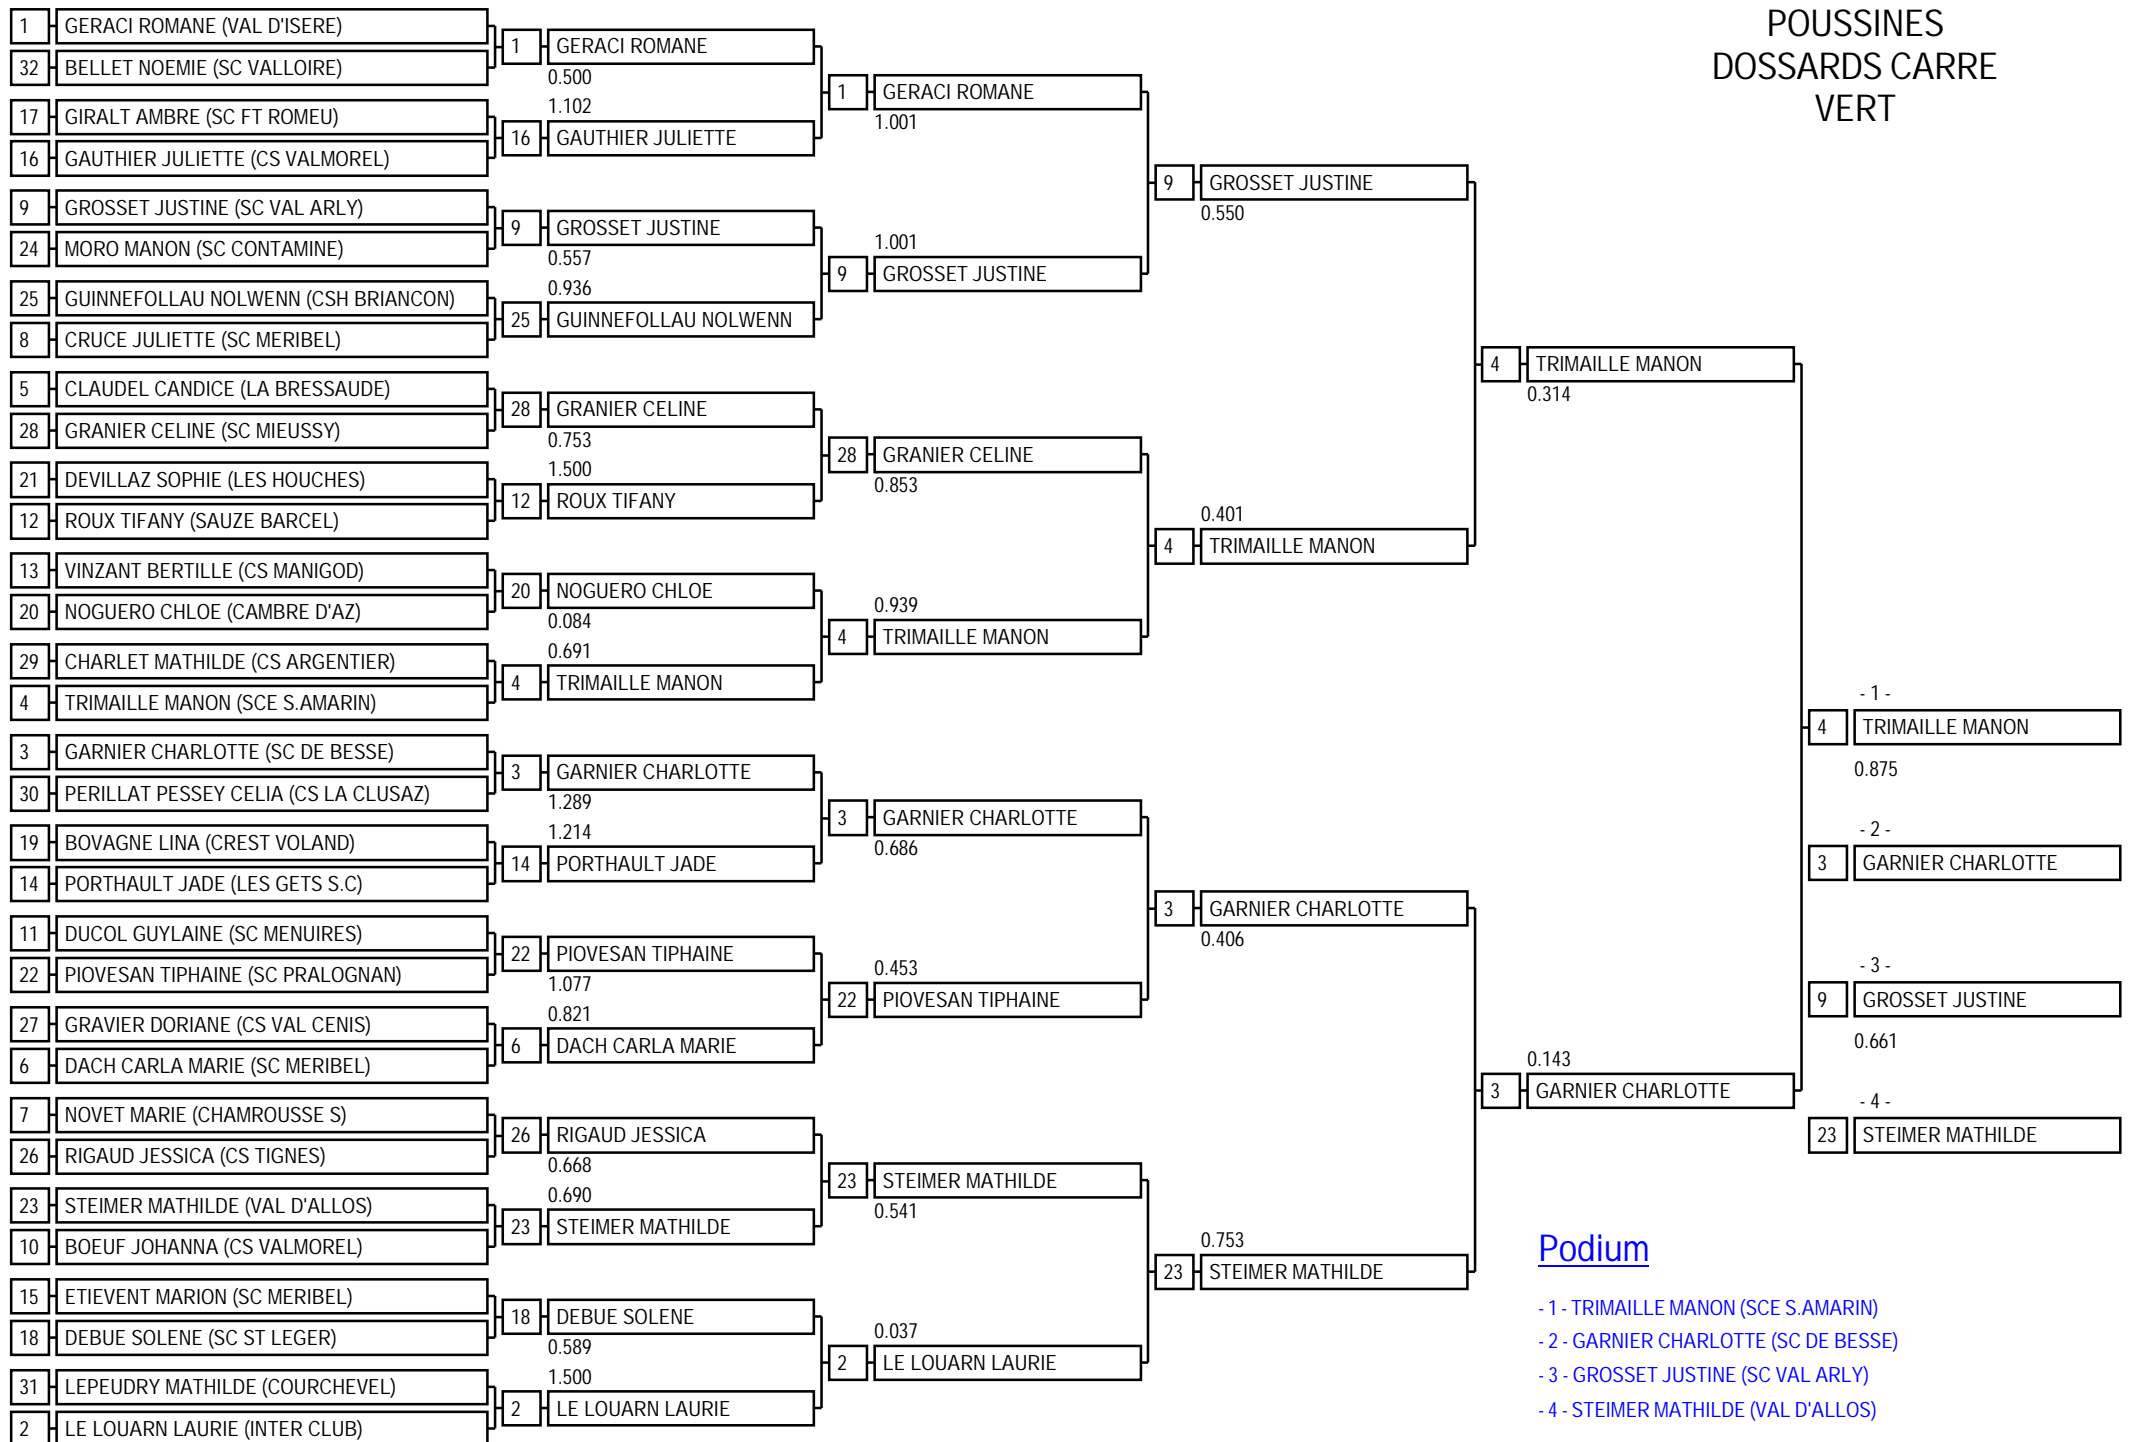 POUSSINES
DOSSARDS CARRE
VERT
1 GERACI ROMANE (VAL D'ISERE)
32 BELLET NOEMIE (SC VALLOIRE)
17 GIRALT AMBRE (SC FT ROMEU)
16 GAUTHIER JULIETTE (CS VALMOREL)
9 GROSSET JUSTINE (SC VAL ARLY)
24 MORO MANON (SC CONTAMINE)
25 GUINNEFOLLAU NOLWENN (CSH BRIANCON)
8 CRUCE JULIETTE (SC MERIBEL)
5 CLAUDEL CANDICE (LA BRESSAUDE)
28 GRANIER CELINE (SC MIEUSSY)
21 DEVILLAZ SOPHIE (LES HOUCHES)
12 ROUX TIFANY (SAUZE BARCEL)
13 VINZANT BERTILLE (CS MANIGOD)
20 NOGUERO CHLOE (CAMBRE D'AZ)
29 CHARLET MATHILDE (CS ARGENTIER)
4 TRIMAILLE MANON (SCE S.AMARIN)
3 GARNIER CHARLOTTE (SC DE BESSE)
30 PERILLAT PESSEY CELIA (CS LA CLUSAZ)
19 BOVAGNE LINA (CREST VOLAND)
14 PORTHAULT JADE (LES GETS S.C)
11 DUCOL GUYLAINE (SC MENUIRES)
22 PIOVESAN TIPHAINE (SC PRALOGNAN)
27 GRAVIER DORIANE (CS VAL CENIS)
6 DACH CARLA MARIE (SC MERIBEL)
7 NOVET MARIE (CHAMROUSSE S)
26 RIGAUD JESSICA (CS TIGNES)
23 STEIMER MATHILDE (VAL D'ALLOS)
10 BOEUF JOHANNA (CS VALMOREL)
15 ETIEVENT MARION (SC MERIBEL)
18 DEBUE SOLENE (SC ST LEGER)
31 LEPEUDRY MATHILDE (COURCHEVEL)
2 LE LOUARN LAURIE (INTER CLUB)
1 GERACI ROMANE
0.500
1.102
16 GAUTHIER JULIETTE
9 GROSSET JUSTINE
0.557
0.936
25 GUINNEFOLLAU NOLWENN
28 GRANIER CELINE
0.753
1.500
12 ROUX TIFANY
20 NOGUERO CHLOE
0.084
0.691
4 TRIMAILLE MANON
3 GARNIER CHARLOTTE
1.289
1.214
14 PORTHAULT JADE
22 PIOVESAN TIPHAINE
1.077
0.821
6 DACH CARLA MARIE
26 RIGAUD JESSICA
0.668
0.690
23 STEIMER MATHILDE
18 DEBUE SOLENE
0.589
1.500
2 LE LOUARN LAURIE
1 GERACI ROMANE
1.001
1.001
9 GROSSET JUSTINE
28 GRANIER CELINE
0.853
0.939
4 TRIMAILLE MANON
3 GARNIER CHARLOTTE
0.686
0.453
22 PIOVESAN TIPHAINE
23 STEIMER MATHILDE
0.541
0.037
2 LE LOUARN LAURIE
9 GROSSET JUSTINE
0.550
0.401
4 TRIMAILLE MANON
3 GARNIER CHARLOTTE
0.406
0.753
23 STEIMER MATHILDE
4 TRIMAILLE MANON
0.314
0.143
3 GARNIER CHARLOTTE
- 1 -
4 TRIMAILLE MANON
0.875
- 2 -
3 GARNIER CHARLOTTE
- 3 -
9 GROSSET JUSTINE
0.661
- 4 -
23 STEIMER MATHILDE
Podium
- 1 - TRIMAILLE MANON (SCE S.AMARIN)
- 2 - GARNIER CHARLOTTE (SC DE BESSE)
- 3 - GROSSET JUSTINE (SC VAL ARLY)
- 4 - STEIMER MATHILDE (VAL D'ALLOS)